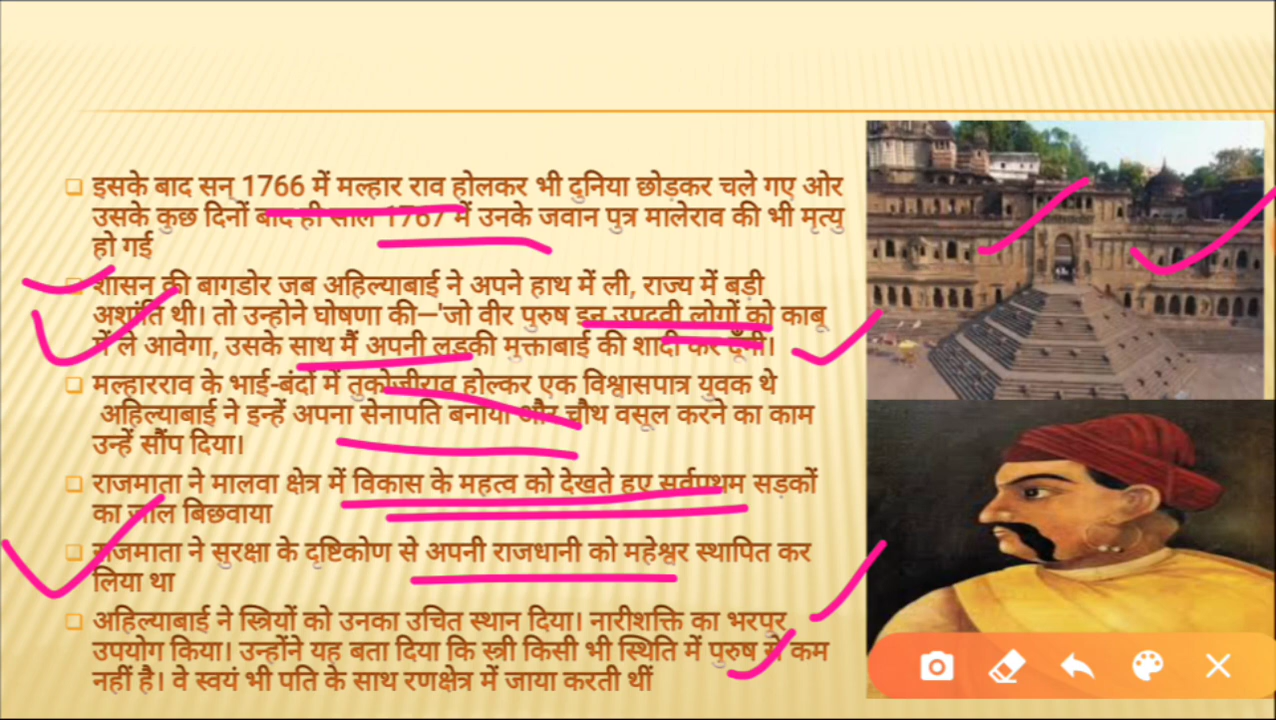 इसके बाद सन् 1766 में मल्हार राव होलकर भी दुनिया छोड़कर चले गए ओर
उसके कुछ दिनों बाद ही साल 1767 में उनके जवान पुत्र मालेराव की भी मृत्यु
हो गई
शासन की बागडोर जब अहिल्याबाई ने अपने हाथ में ली, राज्य में बड़ी
अशांति थी। तो उन्होने घोषणा की—'जो वीर पुरुष इन उपद्रवी लोगों को काबू
में ले आवेगा, उसके साथ मैं अपनी लड़की मुक्ताबाई की शादी कर दूँगी।
मल्हारराव के भाई-बंदों में तुकोजीराव होल्कर एक विश्वासपात्र युवक थे
अहिल्याबाई ने इन्हें अपना सेनापति बनाया और चौथ वसूल करने का काम
उन्हें सौंप दिया।
राजमाता ने मालवा क्षेत्र में विकास के महत्व को देखते हुए सर्वप्रथम सड़कों
का जाल बिछवाया
राजमाता ने सुरक्षा के दृष्टिकोण से अपनी राजधानी को महेश्वर स्थापित कर
लिया था
अहिल्याबाई ने स्त्रियों को उनका उचित स्थान दिया। नारीशक्ति का भरपूर
उपयोग किया। उन्होंने यह बता दिया कि स्त्री किसी भी स्थिति में पुरुष से कम
नहीं है। वे स्वयं भी पति के साथ रणक्षेत्र में जाया करती थीं